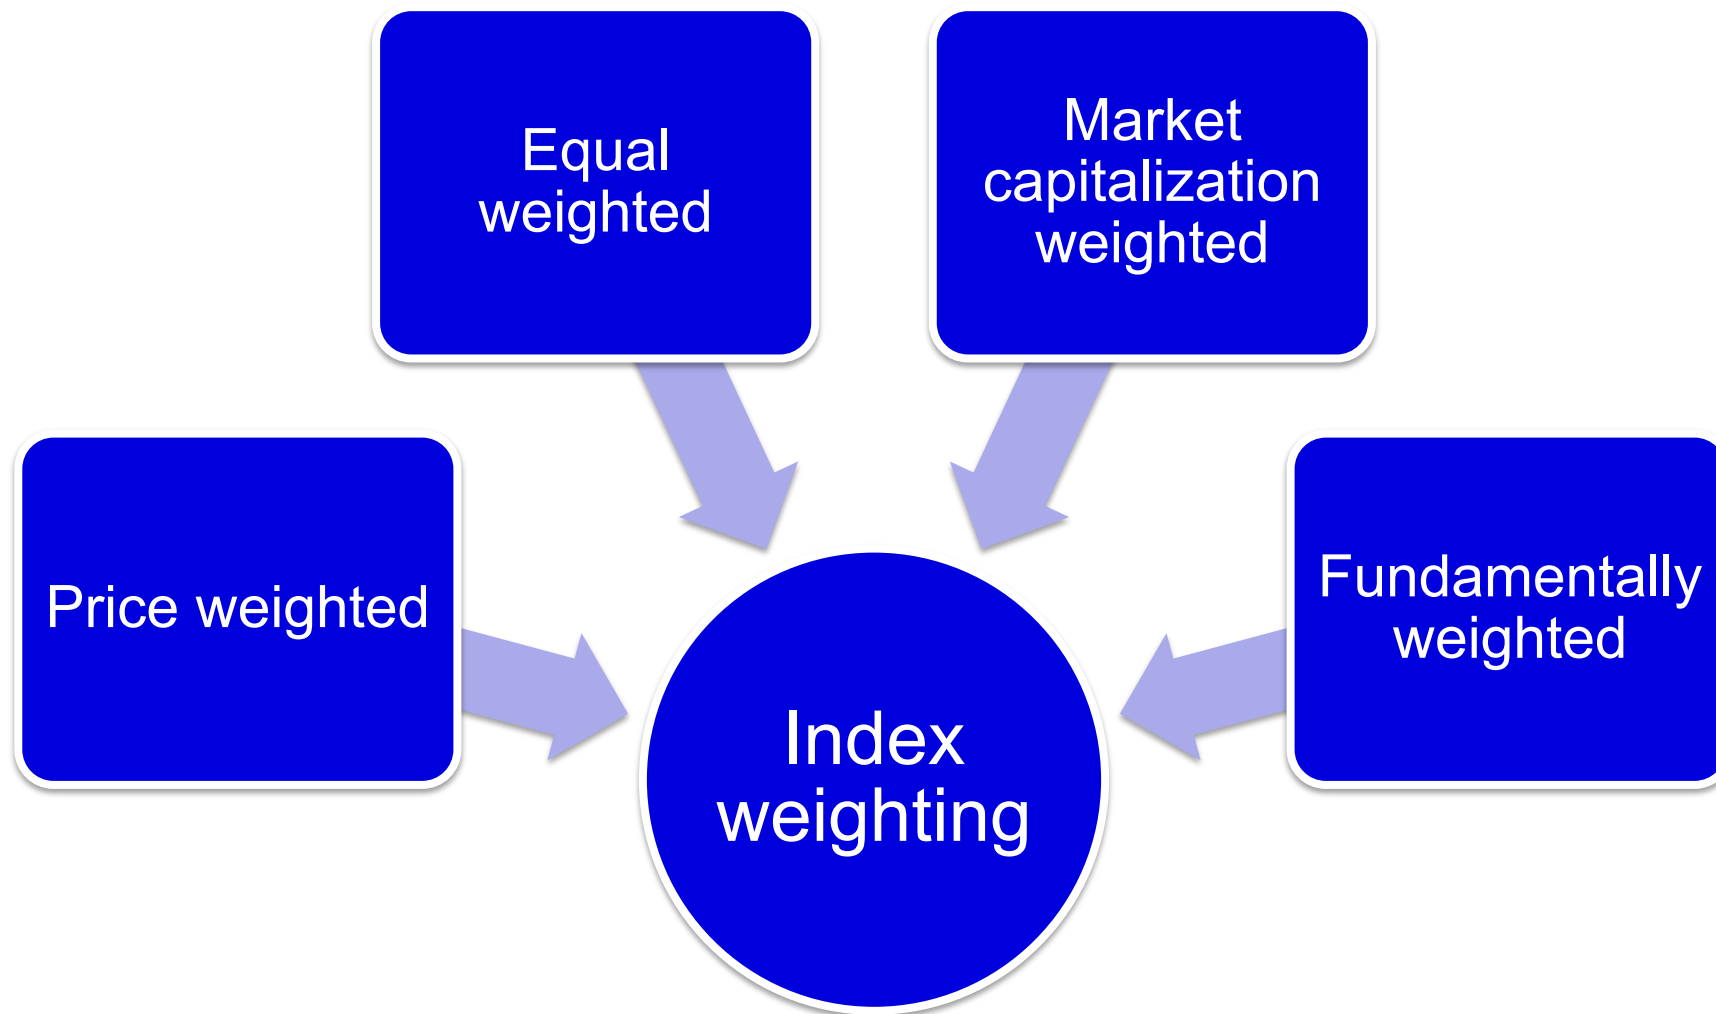 Equal
weighted
Market
capitalization
weighted
Price weighted
Fundamentally
weighted
Index
weighting